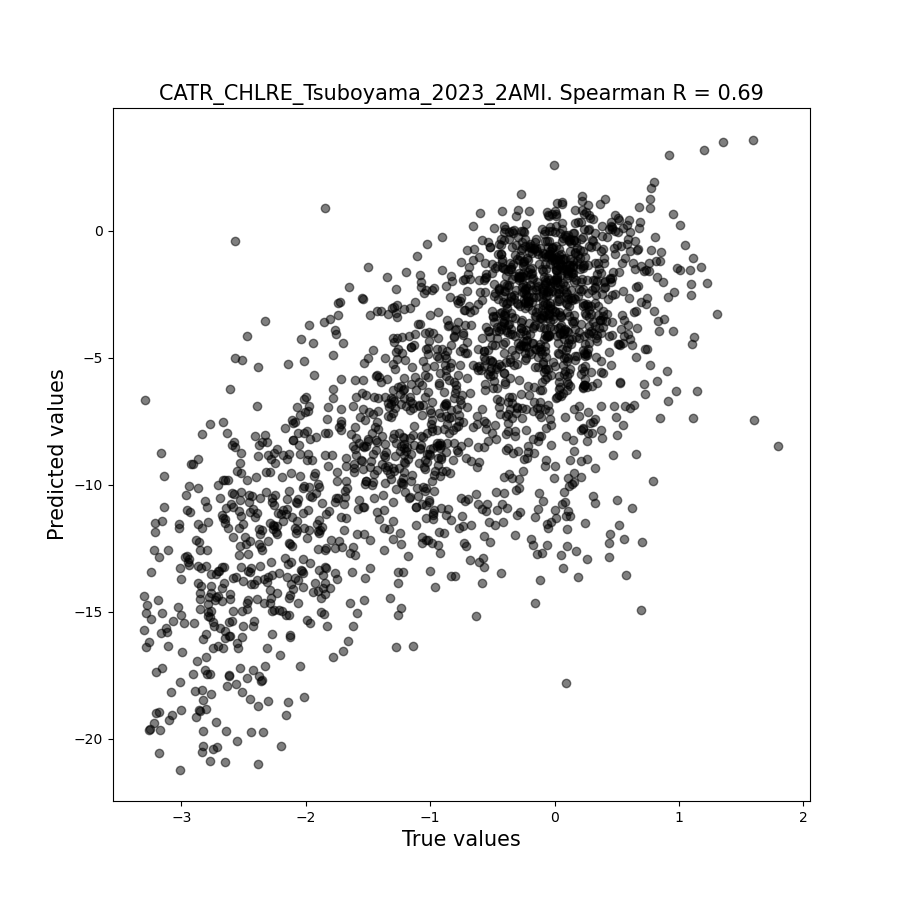 CATR_CHLRE_Tsuboyama_2023_2AMI. Spearman R = 0.69
0
−5
−10
−15
−20
Predicted values
−3 −2 −1 0 1 2
True values